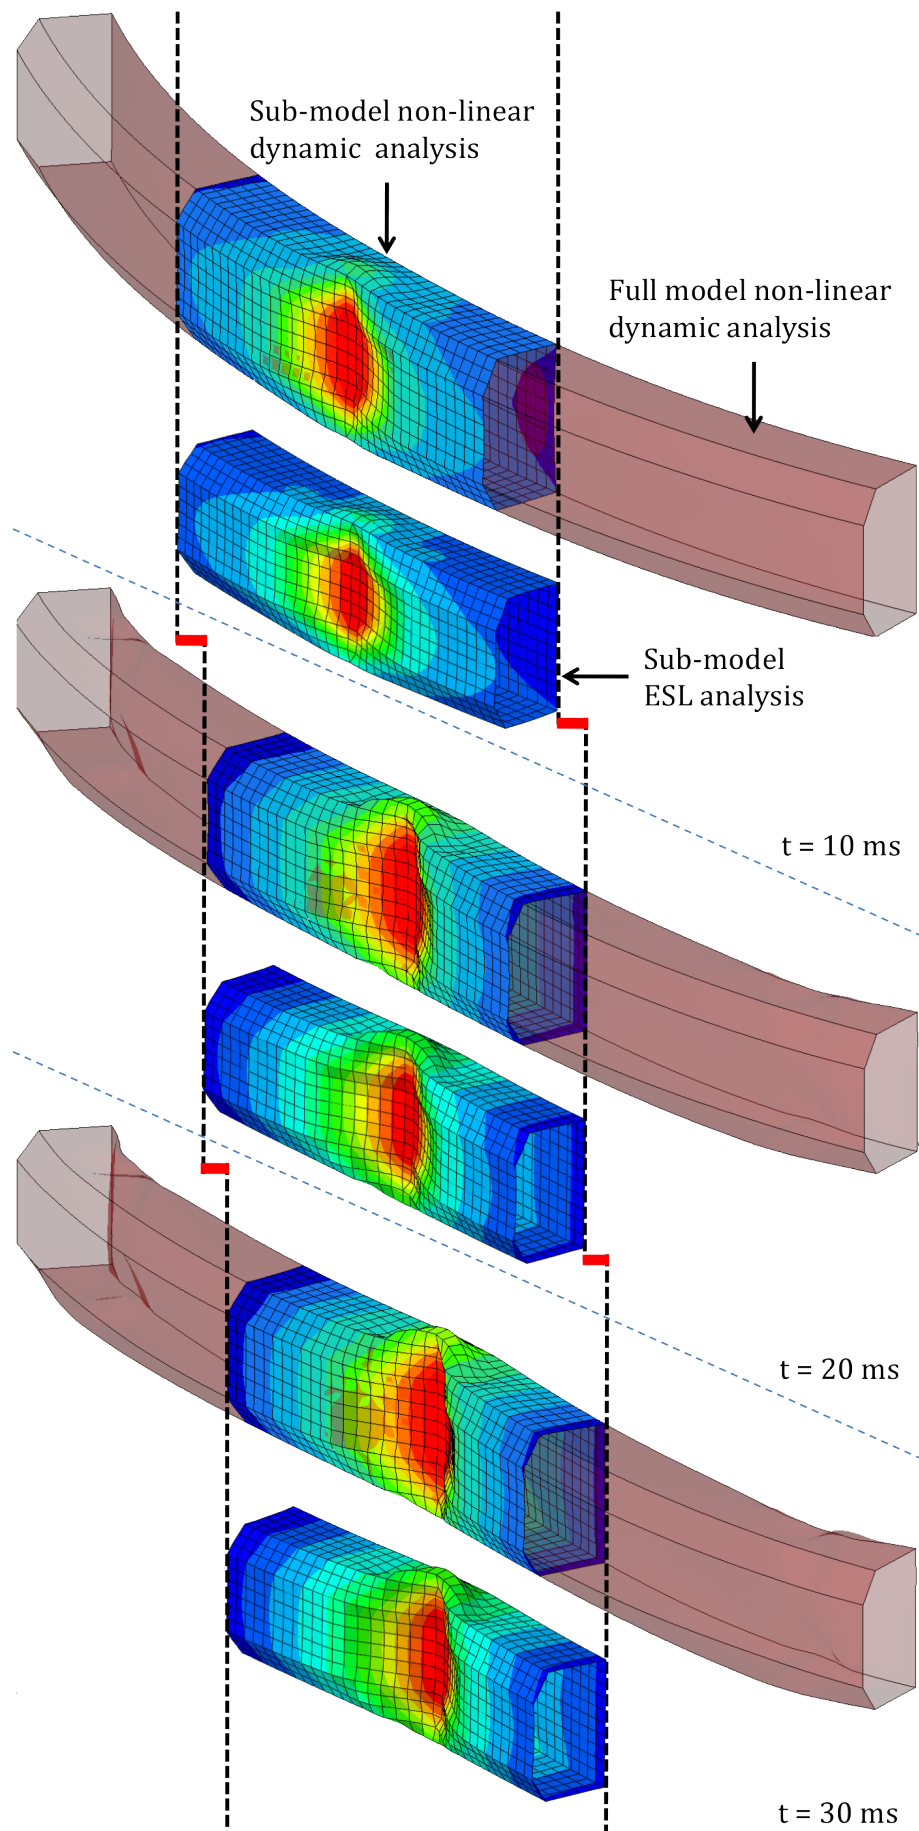 Sub-model non-linear
dynamic analysis
Full model non-linear
dynamic analysis
Sub-model
ESL analysis
t = 10 ms
t = 20 ms
t = 30 ms